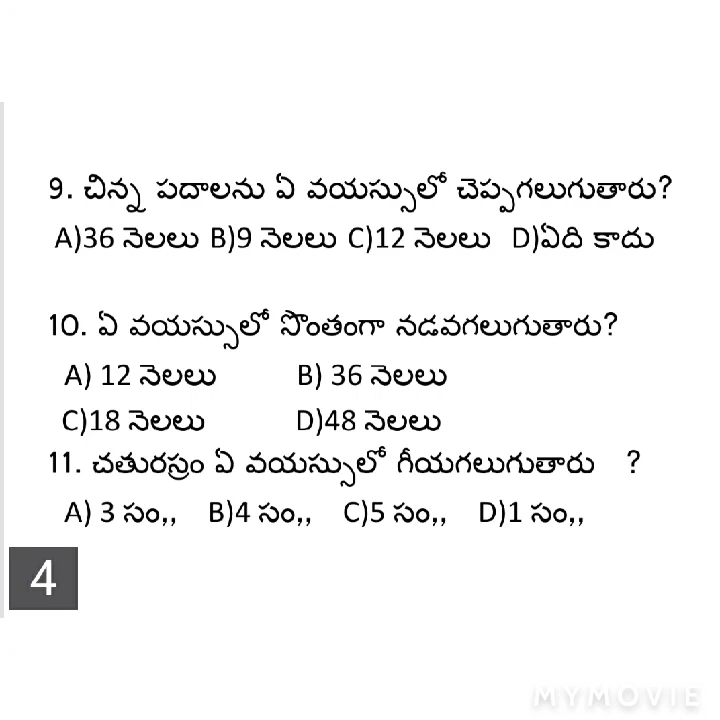 9. చిన్న పదాలను ఏ వయస్సులో చెప్పగలుగుతారు?
A)36 నెలలు B)9 నెలలు C)12 నెలలు D)ఏది కాదు
10. ఏ వయస్సులో సొంతంగా నడవగలుగుతారు?
A) 12 నెలలు B) 36 నెలలు
C)18 నెలలు D)48 నెలలు
11. చతురస్రం ఏ వయస్సులో గీయగలుగుతారు ?
A) 3 సం,, B)4 సం,, C)5 సం,, D)1 సం,,
4
MYMOVIE